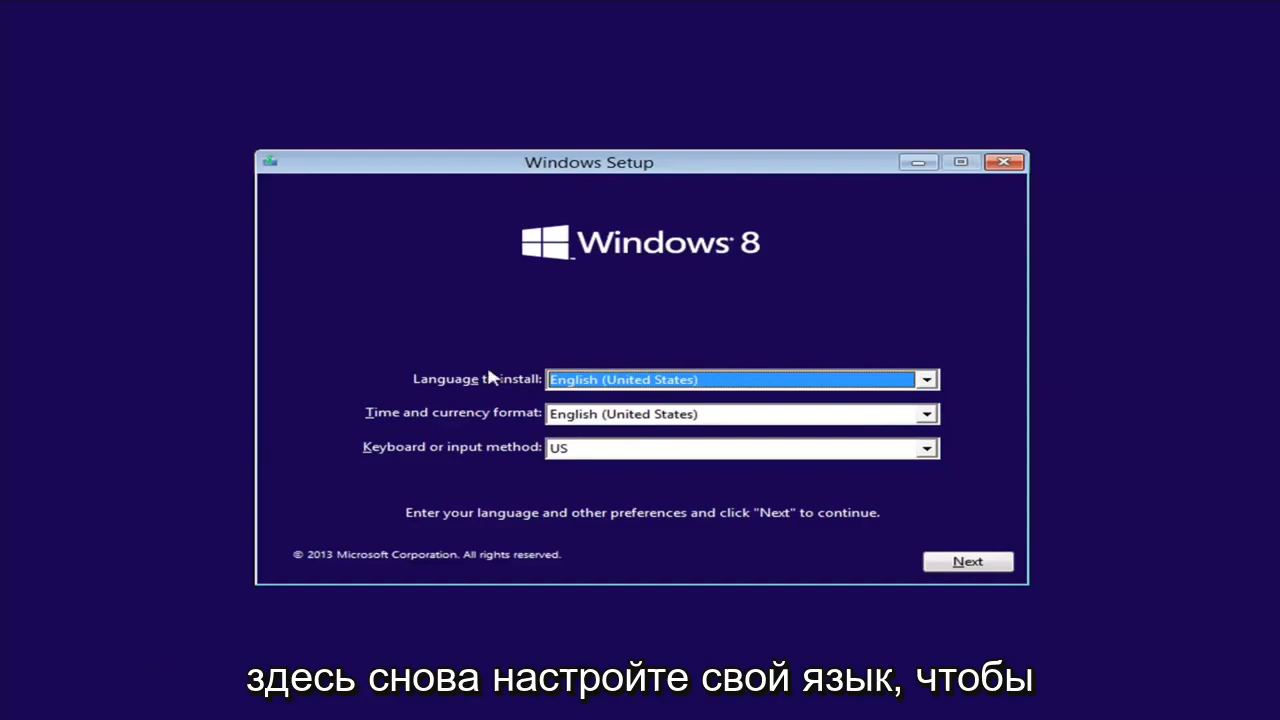 Windows Setup
Windows 8
Language to install: English (United States)
Time and currency format: English (United States)
Keyboard or input method: US
Enter your language and other preferences and click "Next" to continue.
© 2013 Microsoft Corporation. All rights reserved.
Next
здесь снова настройте свой язык, чтобы